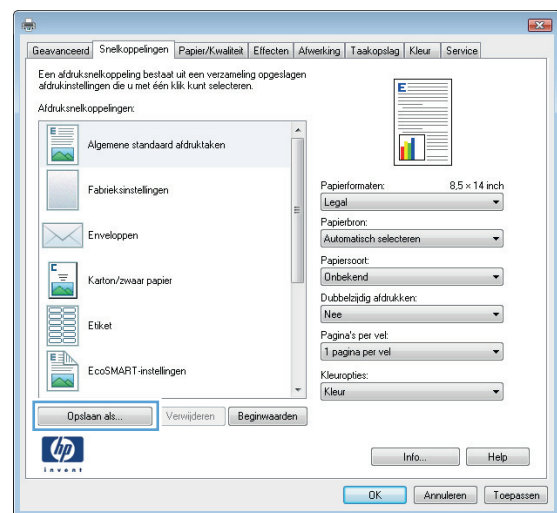 Geavanceerd Snelkoppelingen Papier/Kwaliteit Effecten Afwerking Taakopslag Kleur Service
Een afdruksnelkoppeling bestaat uit een verzameling opgeslagen
afdrukinstellingen die u met één klik kunt selecteren.
Afdruksnelkoppelingen:
Algemene standaard afdruktaken
Fabrieksinstellingen
Enveloppen
Karton/zwaar papier
Etiket
EcoSMART-instellingen
Opslaan als... Verwijderen Beginwaarden
E
Papierformaten: 8,5 × 14 inch
Legal
Papierbron:
Automatisch selecteren
Papiersoort:
Onbekend
Dubbelzijdig afdrukken:
Nee
Pagina's per vel:
1 pagina per vel
Kleuropties:
Kleur
hp
invent
Info... Help
OK Annuleren Toepassen